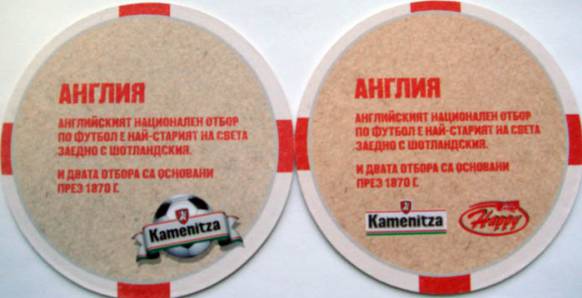 АНГЛИЯ
АНГЛИЙСКИЯТ НАЦИОНАЛЕН ОТБОР
ПО ФУТБОЛ Е НАЙ-СТАРИЯТ НА СВЕТА
ЗАЕДНО С ШОТЛАНДСКИЯ.
И ДВАТА ОТБОРА СА ОСНОВАНИ
ПРЕЗ 1870 Г.
Kamenitza
АНГЛИЯ
АНГЛИЙСКИЯТ НАЦИОНАЛЕН ОТБОР
ПО ФУТБОЛ Е НАЙ-СТАРИЯТ НА СВЕТА
ЗАЕДНО С ШОТЛАНДСКИЯ.
И ДВАТА ОТБОРА СА ОСНОВАНИ
ПРЕЗ 1870 Г.
Kamenitza
Happy